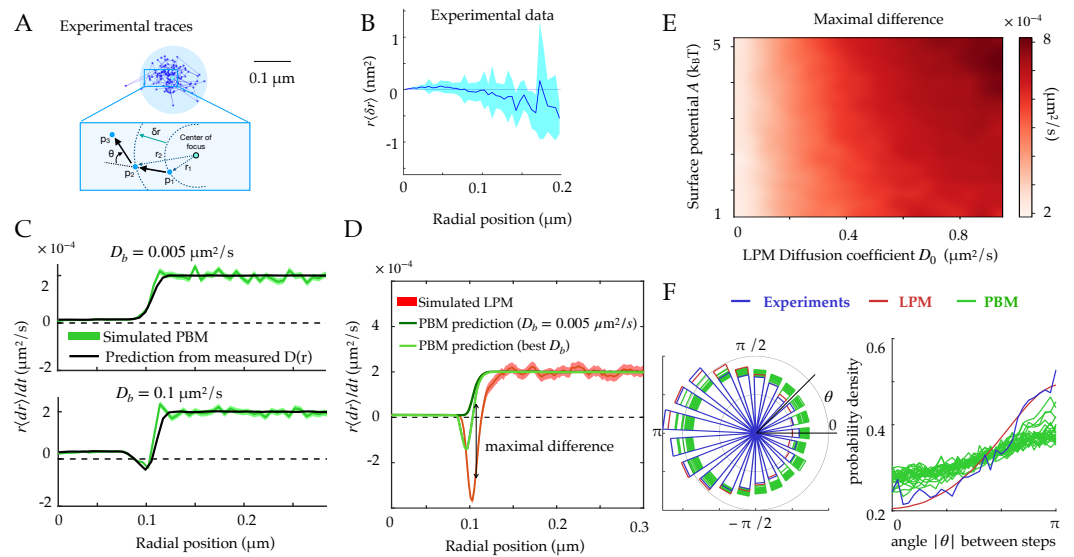 A
Experimental traces
0.1 μm
δr
Center of
focus
p3
r2
θ
r1
p2
p1
B
Experimental data
r⟨δr⟩ (nm²)
1
0
-1
0
0.1
0.2
Radial position (μm)
E
Maximal difference
× 10⁻⁴
Surface potential A (k_BT)
5
1
0
0.4
0.8
LPM Diffusion coefficient D₀ (μm²/s)
8
2
(μm²/s)
C
× 10⁻⁴
D_b = 0.005 μm²/s
r⟨dr⟩/dt (μm²/s)
2
0
-2
Simulated PBM
Prediction from measured D(r)
D_b = 0.1 μm²/s
2
0
-2
0
0.1
0.2
Radial position (μm)
D
× 10⁻⁴
r⟨dr⟩/dt (μm²/s)
4
2
0
-2
Simulated LPM
PBM prediction (D_b = 0.005 μm²/s)
PBM prediction (best D_b)
maximal difference
0
0.1
0.2
0.3
Radial position (μm)
F
Experiments
LPM
PBM
π /2
θ
π
0
− π /2
probability density
0.6
0.4
0.2
0
π
angle |θ| between steps